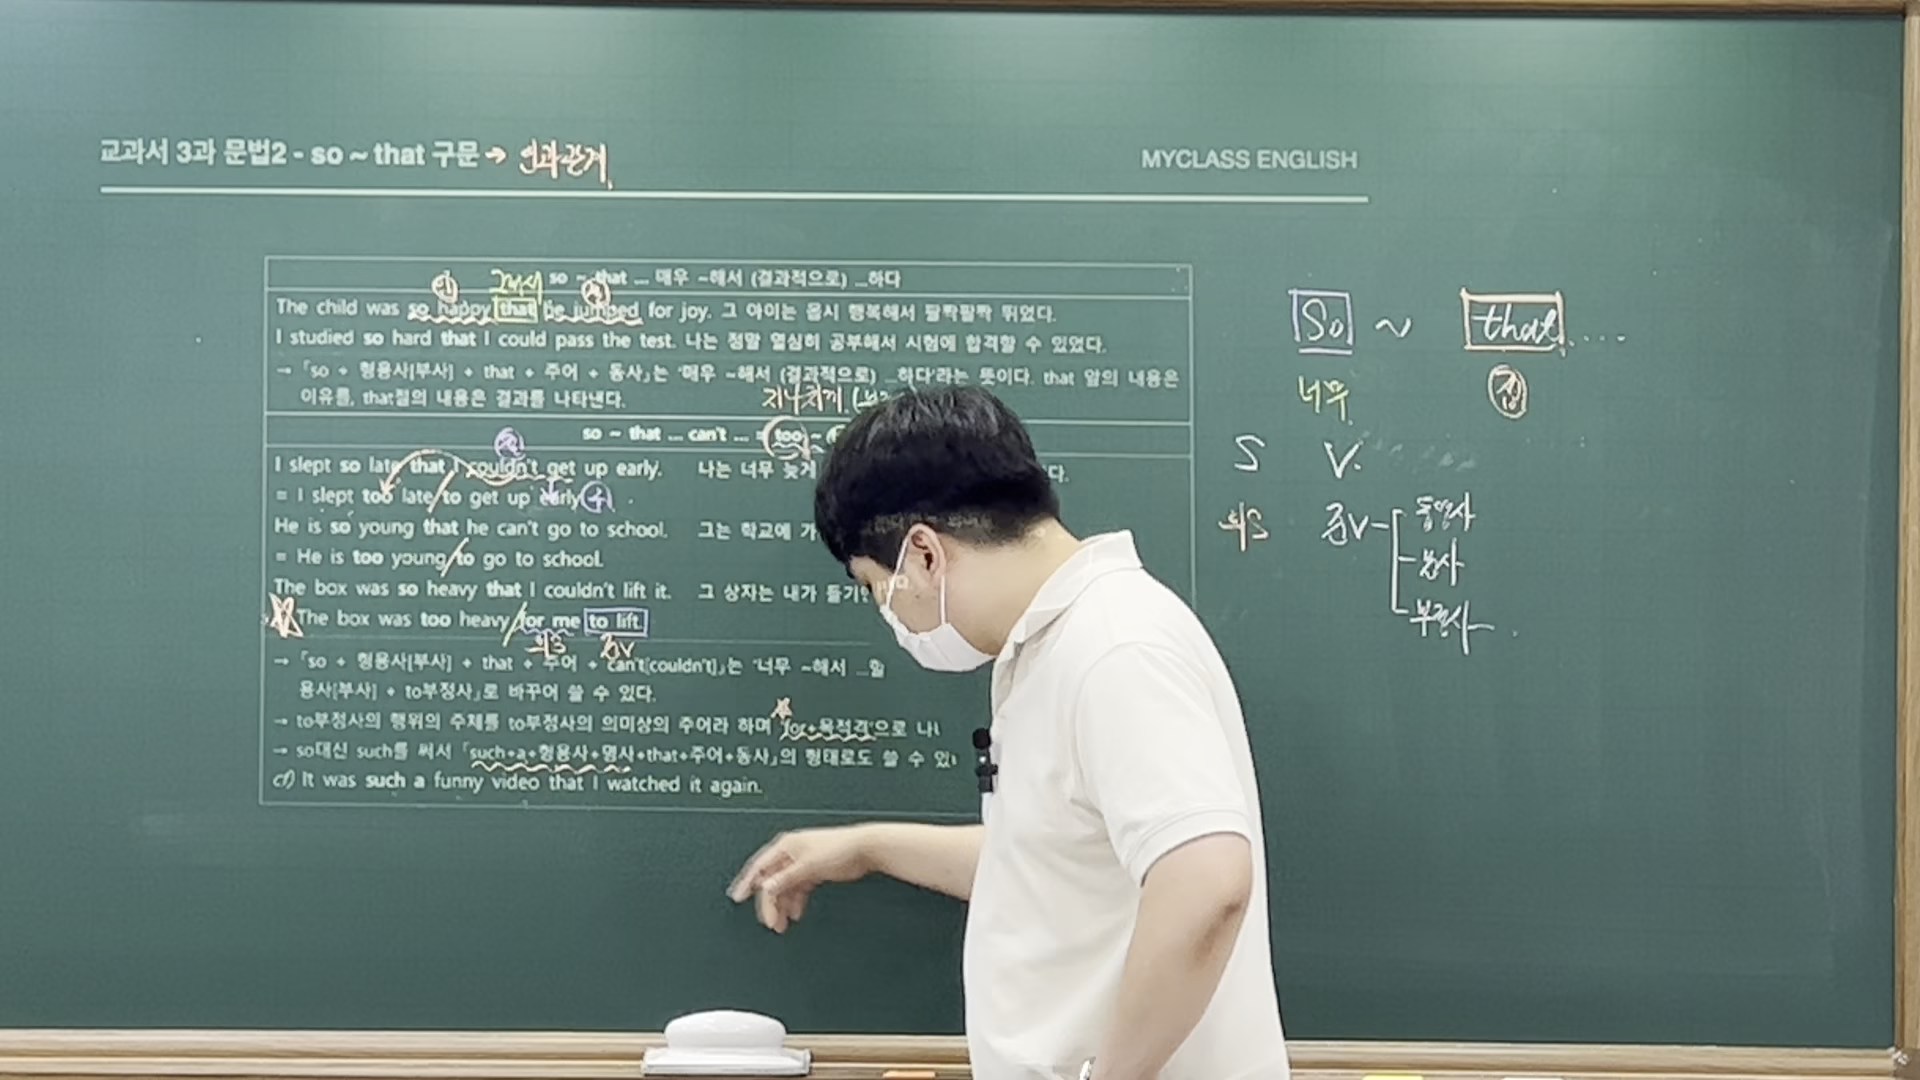 교과서 3과 문법2 - so ~ that 구문 → 인과관계
MYCLASS ENGLISH
그래서 so ~ that ... 매우 ~해서 (결과적으로) ...하다
The child was so happy that he jumped for joy. 그 아이는 몹시 행복해서 팔짝팔짝 뛰었다.
I studied so hard that I could pass the test. 나는 정말 열심히 공부해서 시험에 합격할 수 있었다.
→ 「so + 형용사[부사] + that + 주어 + 동사」는 '매우 ~해서 (결과적으로) ...하다'라는 뜻이다. that 앞의 내용은
이유를, that절의 내용은 결과를 나타낸다.
지나치게
so ~ that ... can't ... = too ~
I slept so late that I couldn't get up early. 나는 너무 늦게 다.
= I slept too late to get up early
He is so young that he can't go to school. 그는 학교에
= He is too young to go to school.
The box was so heavy that I couldn't lift it. 그 상자는 내가 들기
The box was too heavy for me to lift.
의S 준V
→ 「so + 형용사[부사] + that + 주어 + can't[couldn't]」는 '너무 ~해서 ...할
용사[부사] + to부정사」로 바꾸어 쓸 수 있다.
→ to부정사의 행위의 주체를 to부정사의 의미상의 주어라 하며 'for+목적격'으로
→ so대신 such를 써서 「such+a+형용사+명사+that+주어+동사」의 형태로도 쓸 수
cf) It was such a funny video that I watched it again.
So ~ that .....
너무 접
S V.
의S 준V
동명사
분사
부정사